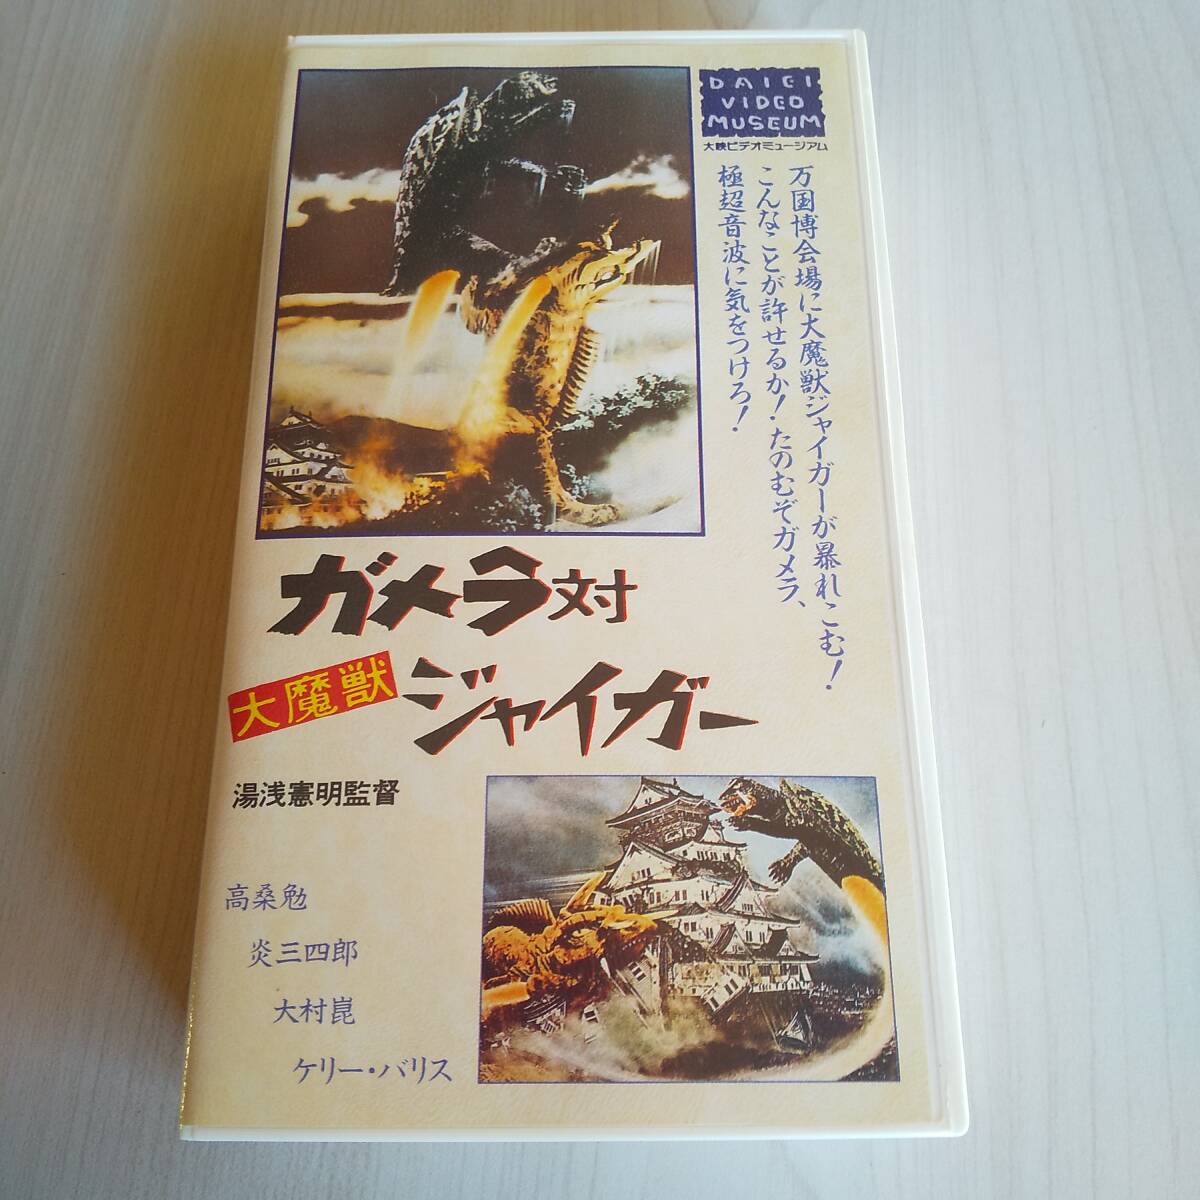 DAIEI
VIDEO
MUSEUM
大映ビデオミュージアム
万国博会場に大魔獣ジャイガーが暴れこむ!
こんなことが許せるか!たのむぞガメラ、
極超音波に気をつけろ!
ガメラ対
大魔獣
ジャイガー
湯浅憲明監督
高桑勉
炎三四郎
大村崑
ケリー・バリス